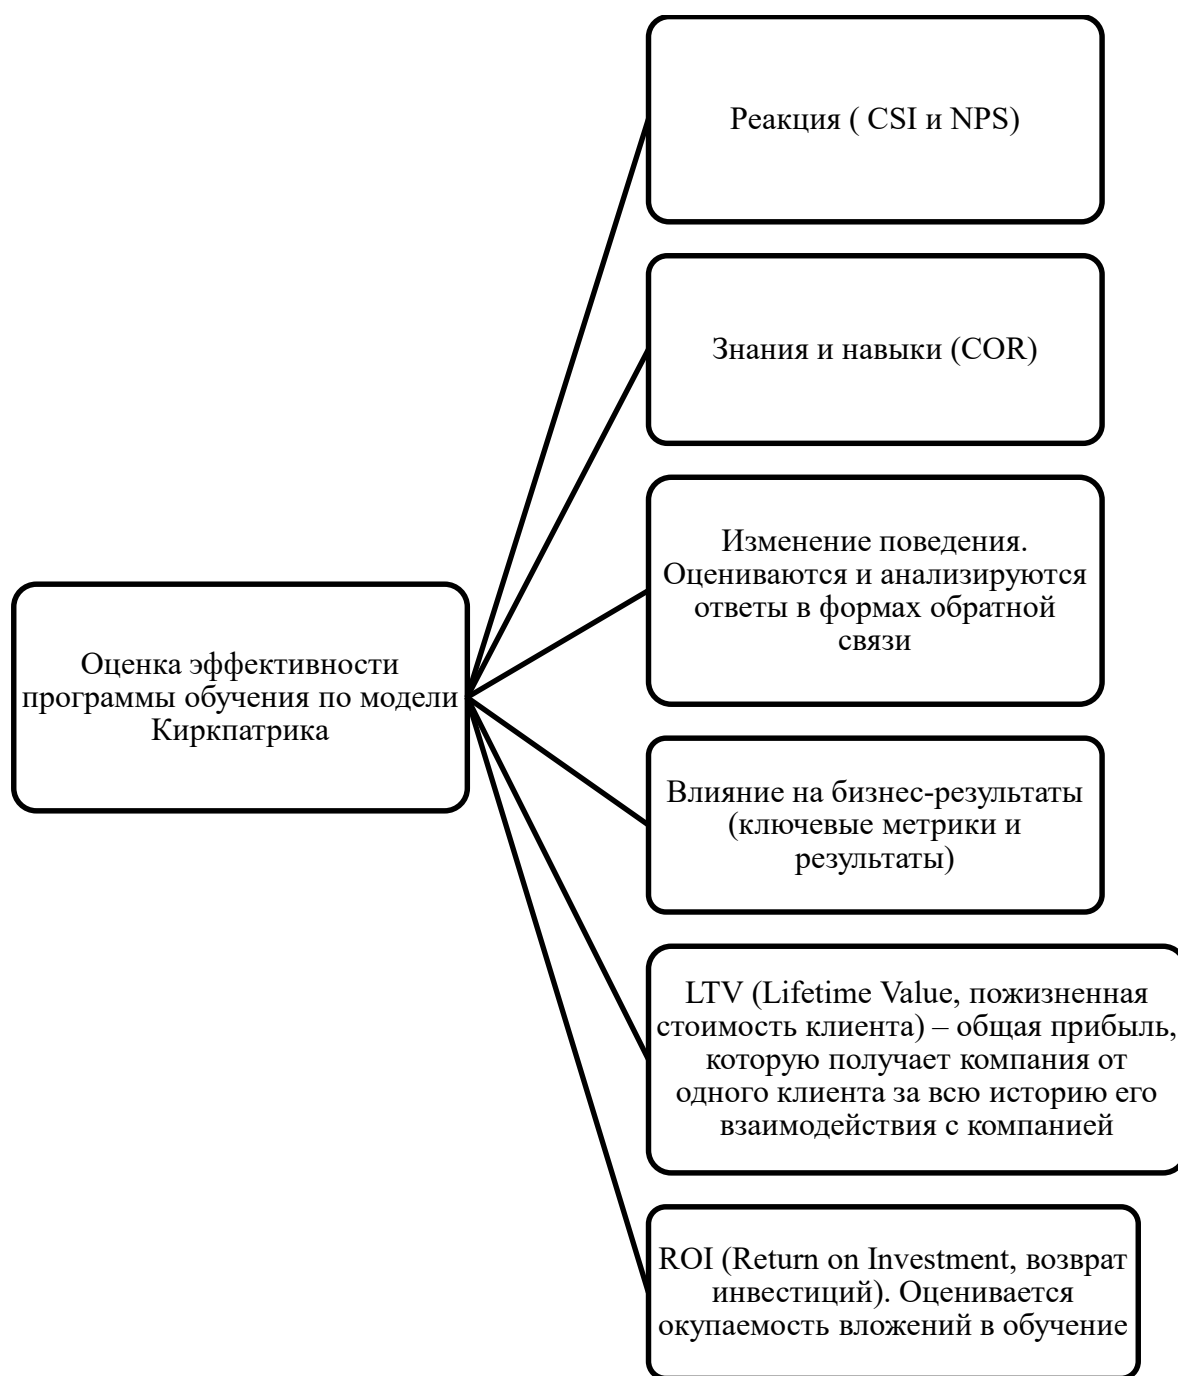 Реакция ( CSI и NPS)
Знания и навыки (COR)
Изменение поведения.
Оцениваются и анализируются
ответы в формах обратной
связи
Оценка эффективности
программы обучения по модели
Киркпатрика
Влияние на бизнес-результаты
(ключевые метрики и
результаты)
LTV (Lifetime Value, пожизненная
стоимость клиента) – общая прибыль,
которую получает компания от
одного клиента за всю историю его
взаимодействия с компанией
ROI (Return on Investment, возврат
инвестиций). Оценивается
окупаемость вложений в обучение